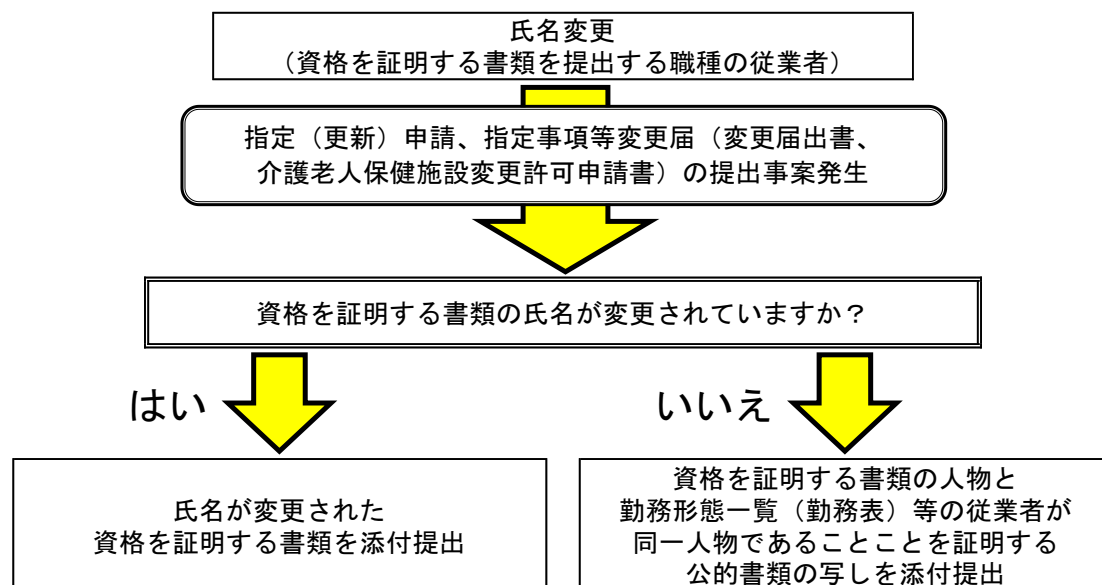 氏名変更
（資格を証明する書類を提出する職種の従業者）
指定（更新）申請、指定事項等変更届（変更届出書、
介護老人保健施設変更許可申請書）の提出事案発生
資格を証明する書類の氏名が変更されていますか？
はい
いいえ
氏名が変更された
資格を証明する書類を添付提出
資格を証明する書類の人物と
勤務形態一覧（勤務表）等の従業者が
同一人物であることことを証明する
公的書類の写しを添付提出